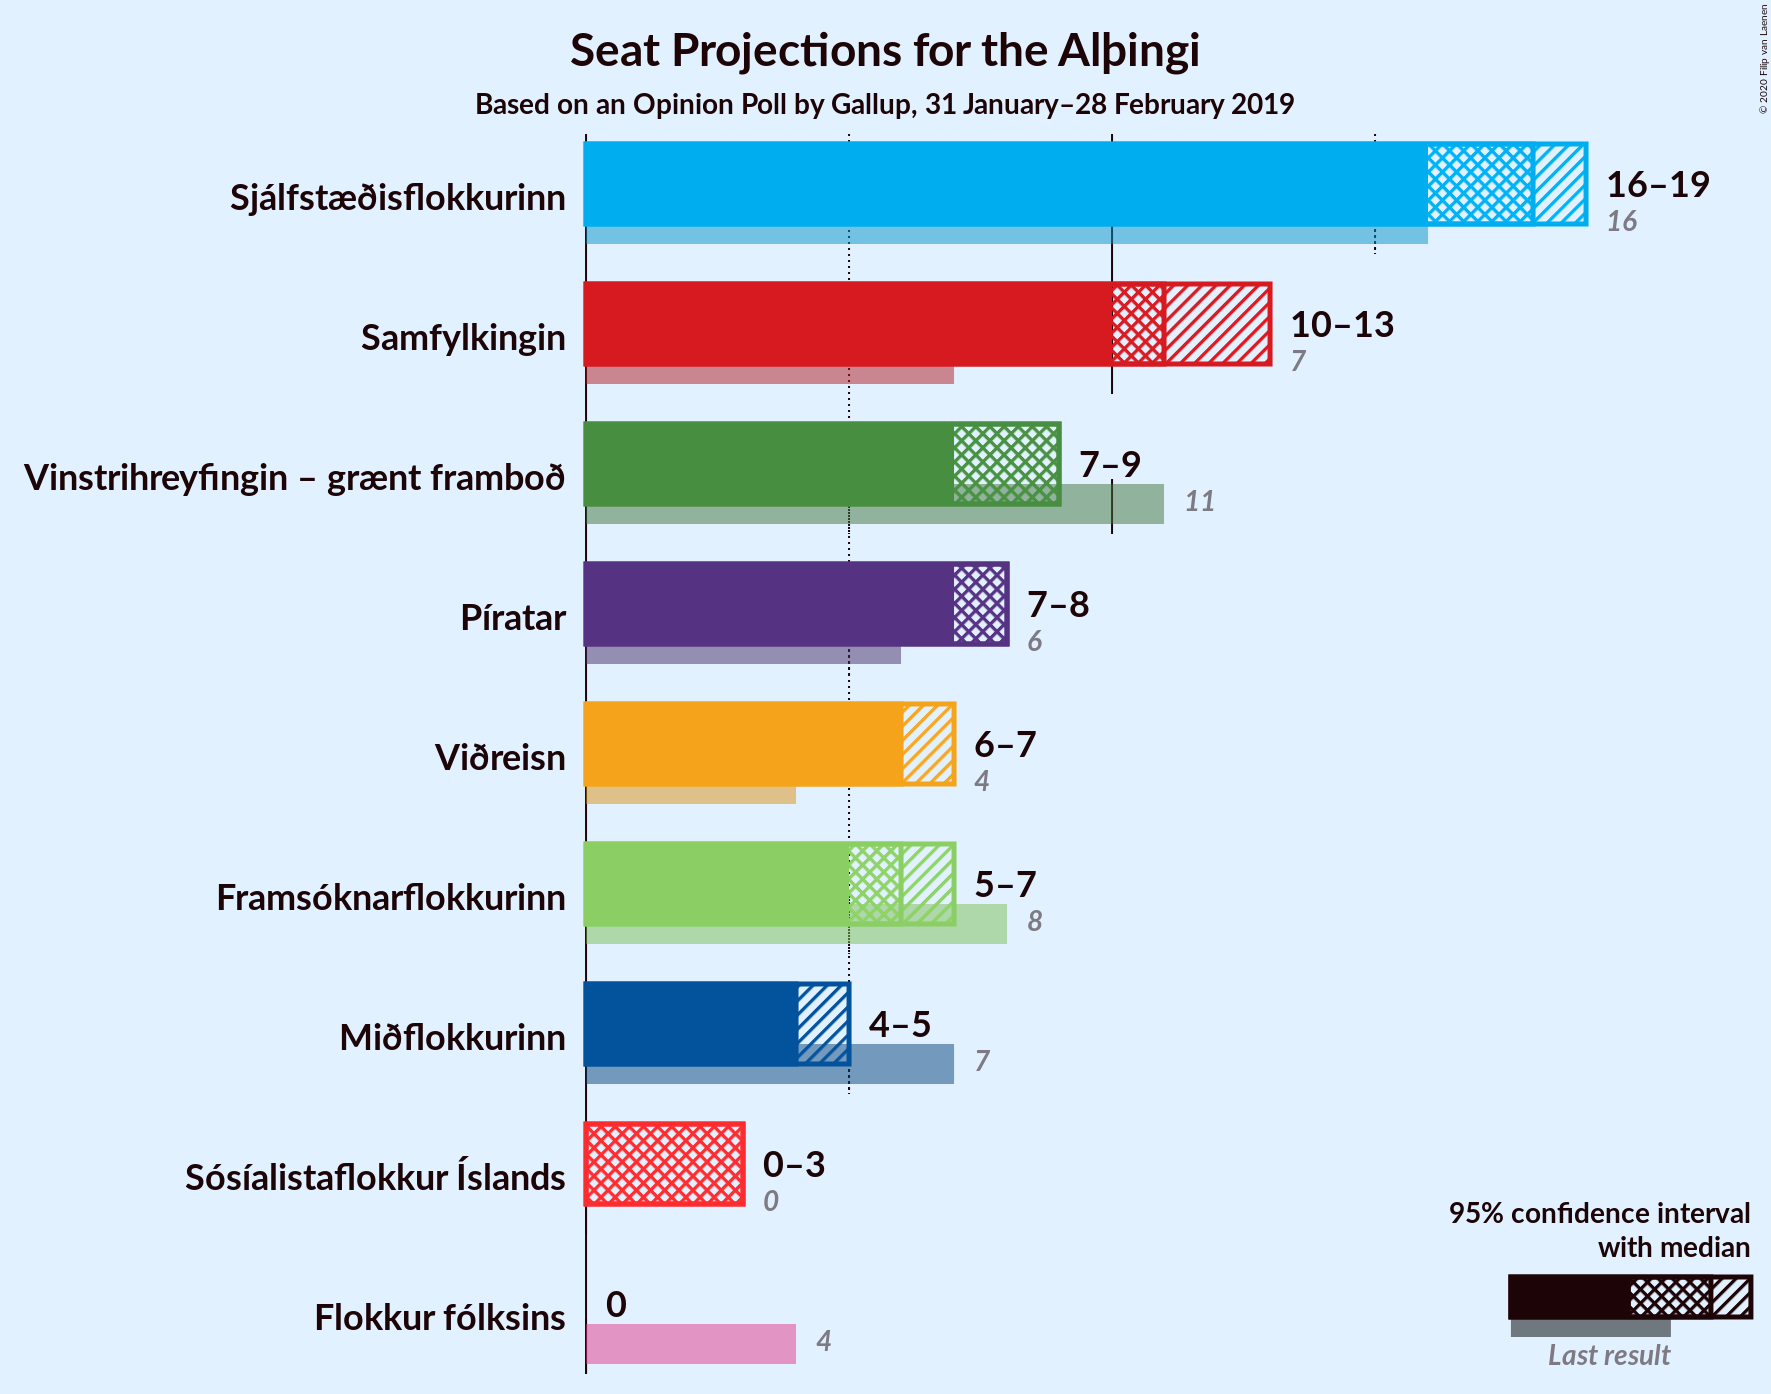 Seat Projections for the Alþingi
Based on an Opinion Poll by Gallup, 31 January–28 February 2019
© 2020 Filip van Laenen
Sjálfstæðisflokkurinn
16–19
16
Samfylkingin
10–13
7
Vinstrihreyfingin – grænt framboð
7–9
11
Píratar
7–8
6
Viðreisn
6–7
4
Framsóknarflokkurinn
5–7
8
Miðflokkurinn
4–5
7
Sósíalistaflokkur Íslands
0–3
0
Flokkur fólksins
0
4
95% confidence interval
with median
Last result